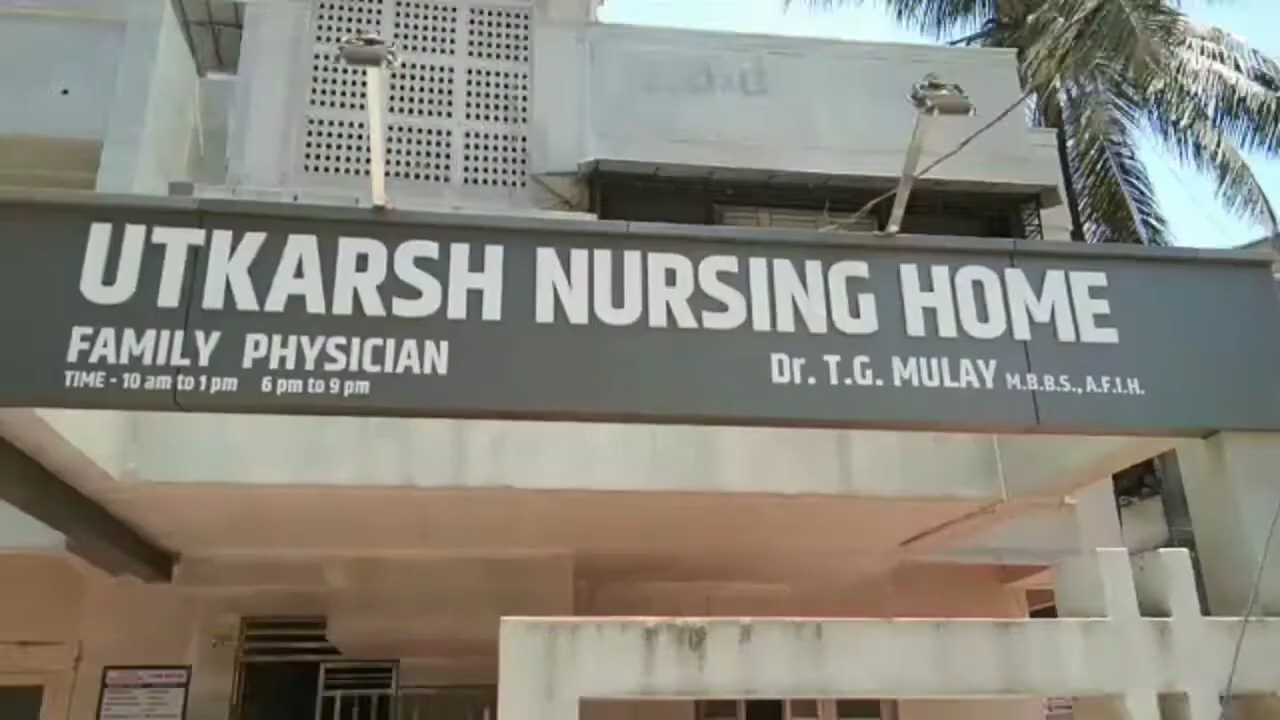 UTKARSH NURSING HOME
FAMILY PHYSICIAN
TIME - 10 am to 1 pm 6 pm to 9 pm
Dr. T.G. MULAY M.B.B.S., A.F.I.H.